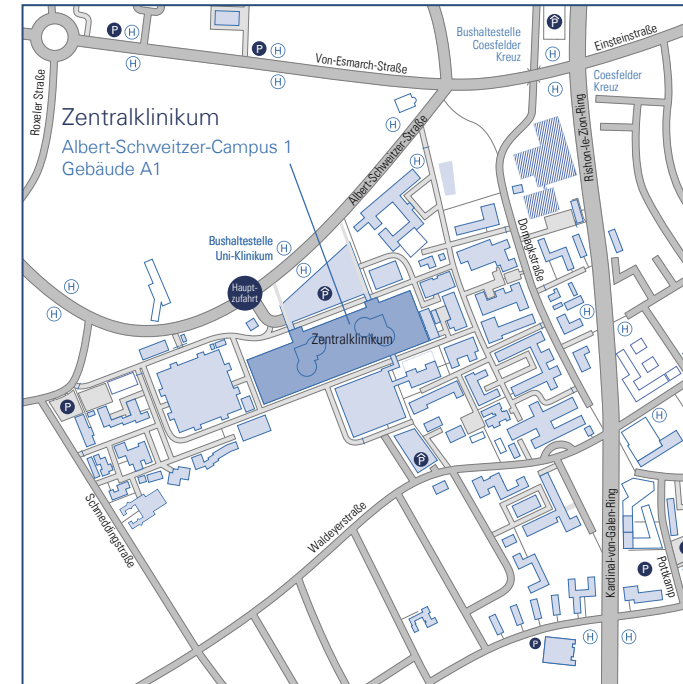 P
H
H
P
H
H
Von-Esmarch-Straße
Bushaltestelle
Coesfelder
Kreuz
P
H
H
Einsteinstraße
Coesfelder
Kreuz
Roxeler Straße
Zentralklinikum
Albert-Schweitzer-Campus 1
Gebäude A1
H
H
Albert-Schweitzer-Straße
Rishon-le-Zion-Ring
Domagkstraße
Bushaltestelle
Uni-Klinikum
H
H
Haupt-
zufahrt
P
H
H
H
H
Zentralklinikum
P
H
P
Schmeddingstraße
Waldeyerstraße
Kardinal-von-Galen-Ring
P
Pottkamp
P
H
H